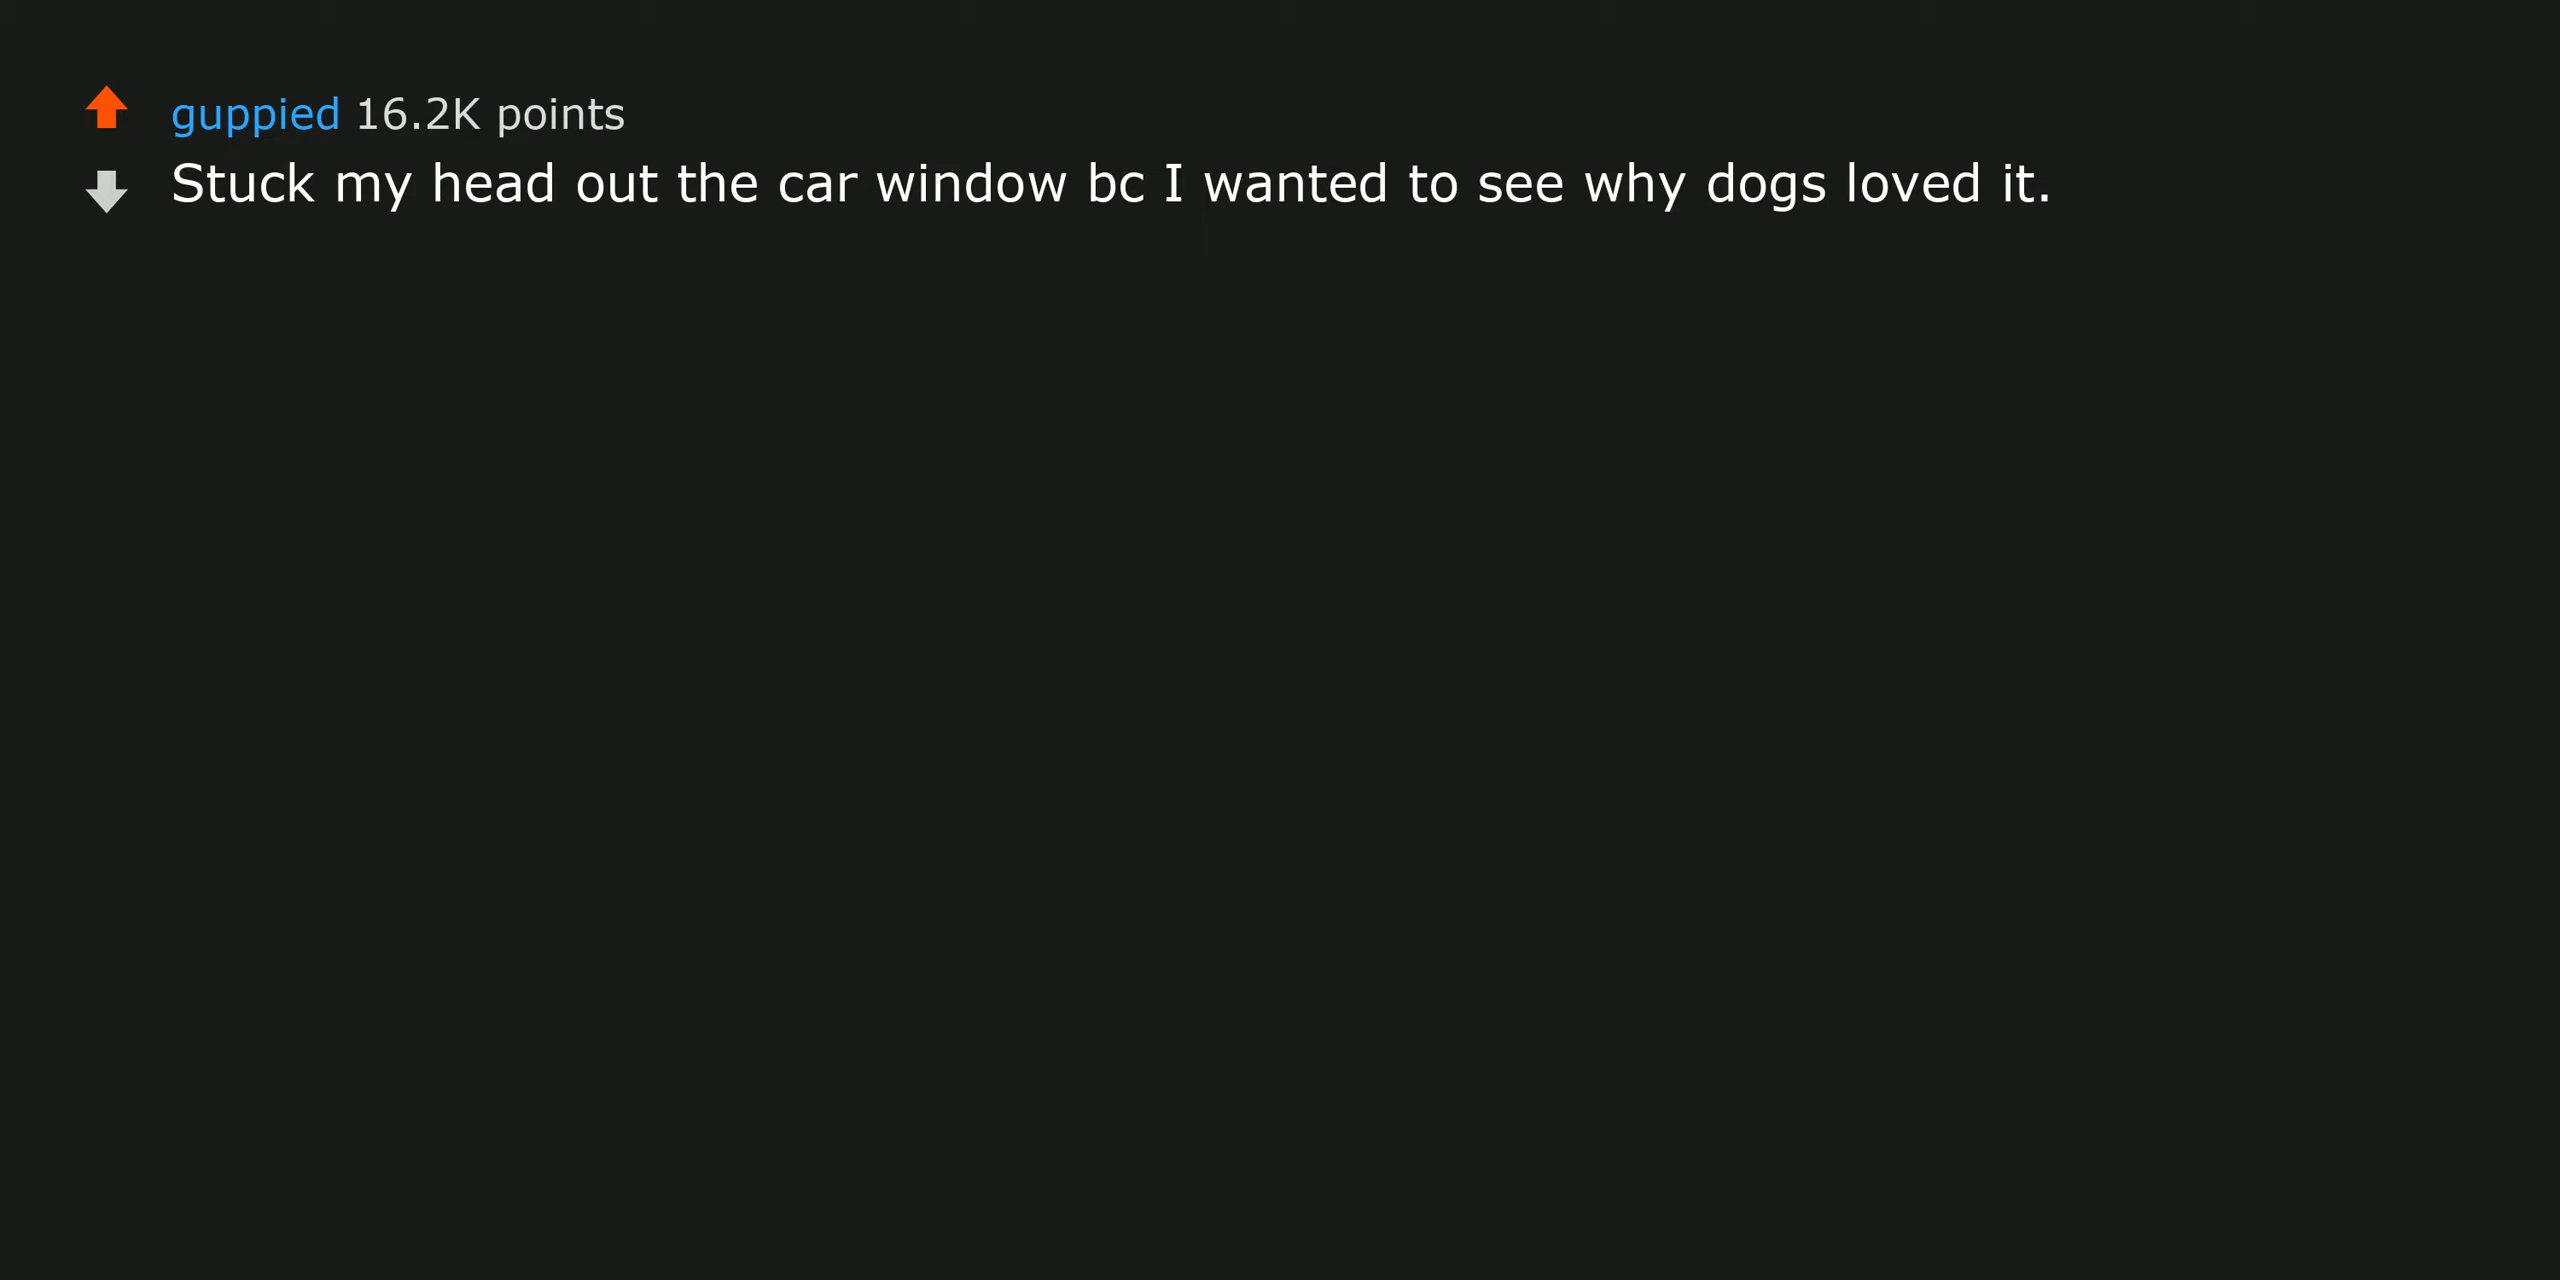 guppied 16.2K points
Stuck my head out the car window bc I wanted to see why dogs loved it.